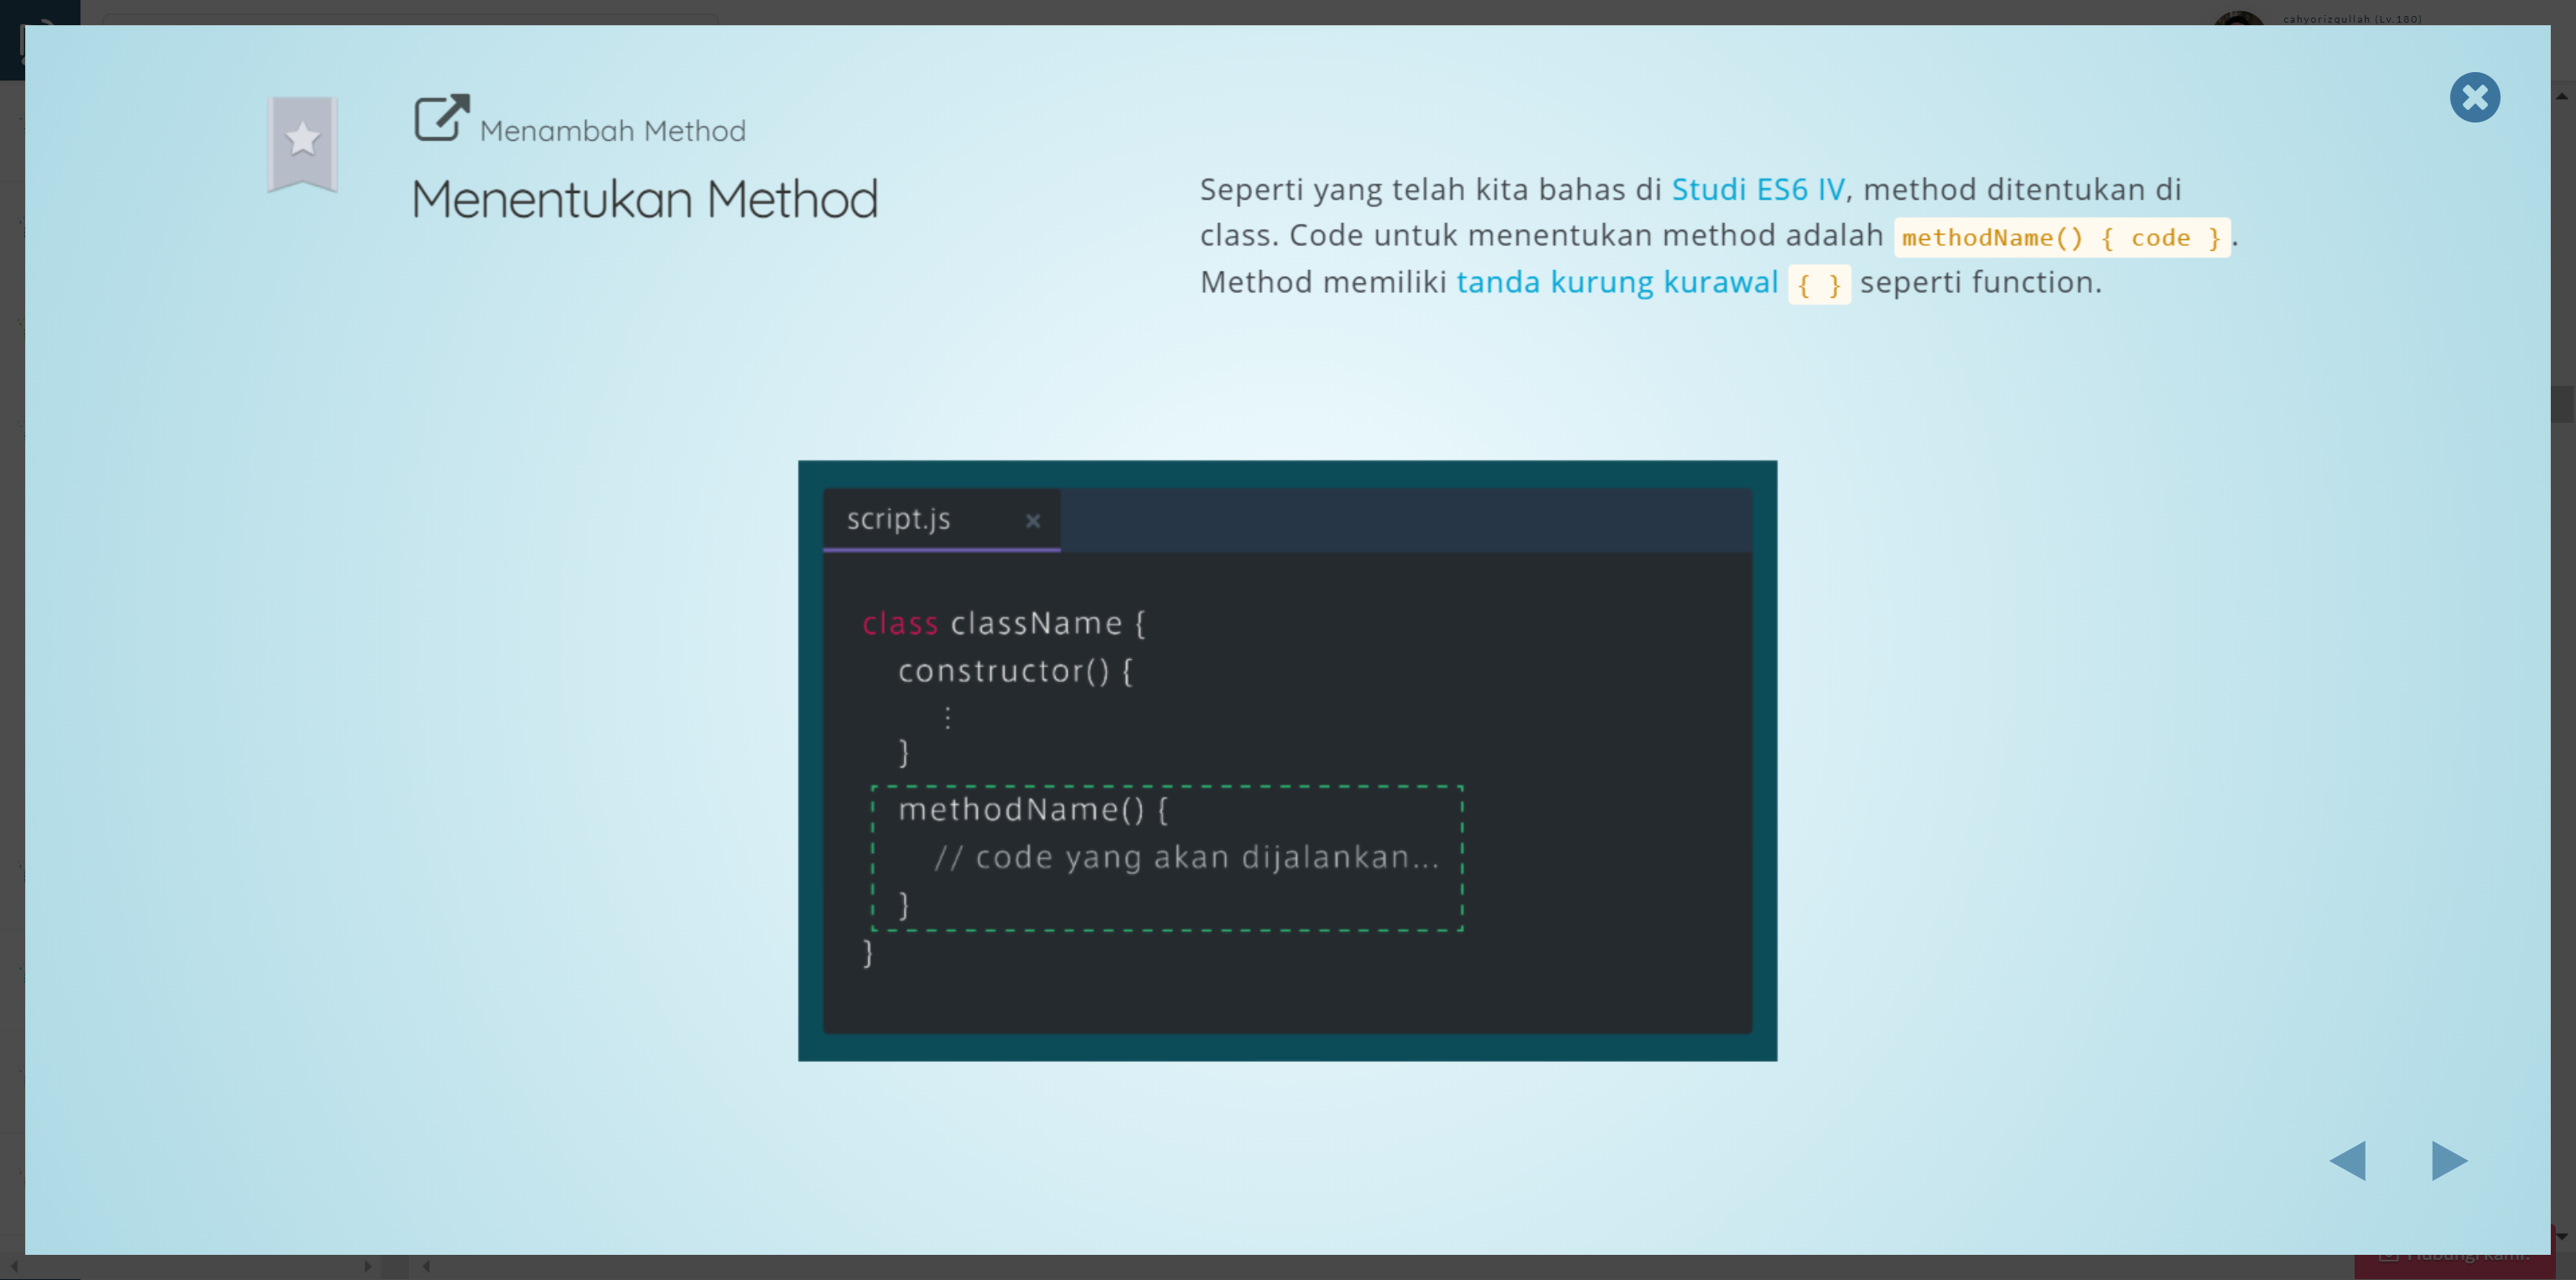 cahyorizqullah (Lv.180)
Menambah Method
Menentukan Method
Seperti yang telah kita bahas di Studi ES6 IV, method ditentukan di
class. Code untuk menentukan method adalah methodName() { code }.
Method memiliki tanda kurung kurawal { } seperti function.
script.js
class className {
constructor() {
⋮
}
methodName() {
// code yang akan dijalankan...
}
}
Hubungi kami!